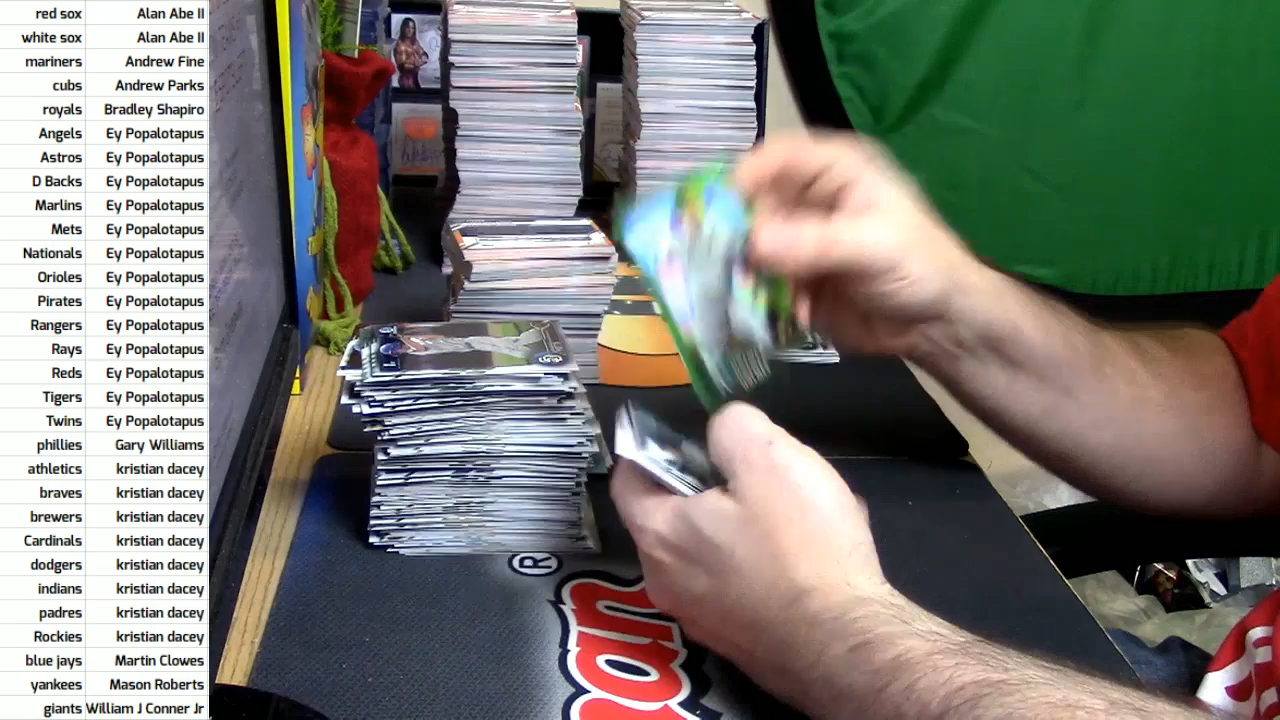 red sox Alan Abe II
white sox Alan Abe II
mariners Andrew Fine
cubs Andrew Parks
royals Bradley Shapiro
Angels Ey Popalotapus
Astros Ey Popalotapus
D Backs Ey Popalotapus
Marlins Ey Popalotapus
Mets Ey Popalotapus
Nationals Ey Popalotapus
Orioles Ey Popalotapus
Pirates Ey Popalotapus
Rangers Ey Popalotapus
Rays Ey Popalotapus
Reds Ey Popalotapus
Tigers Ey Popalotapus
Twins Ey Popalotapus
phillies Gary Williams
athletics kristian dacey
braves kristian dacey
brewers kristian dacey
Cardinals kristian dacey
dodgers kristian dacey
indians kristian dacey
padres kristian dacey
Rockies kristian dacey
blue jays Martin Clowes
yankees Mason Roberts
giants William J Conner Jr
®